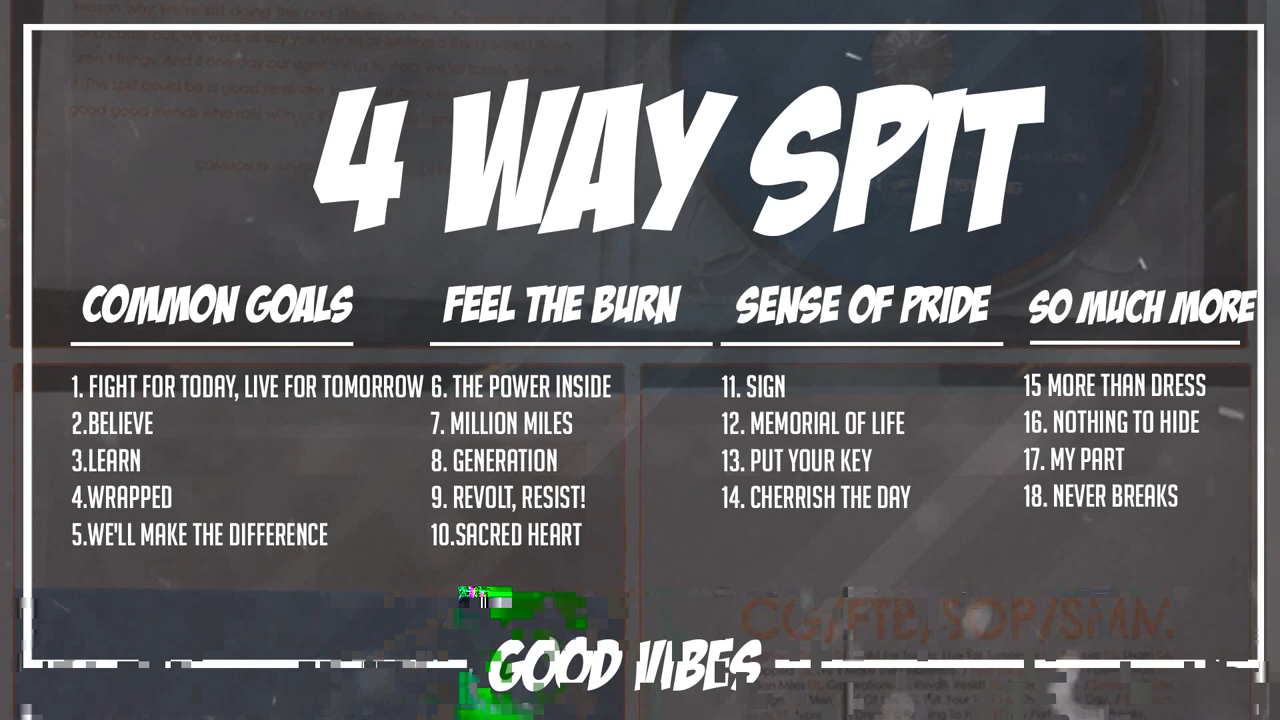 4 WAY SPIT
COMMON GOALS
1. FIGHT FOR TODAY, LIVE FOR TOMORROW
2.BELIEVE
3.LEARN
4.WRAPPED
5.WE'LL MAKE THE DIFFERENCE
FEEL THE BURN
6. THE POWER INSIDE
7. MILLION MILES
8. GENERATION
9. REVOLT, RESIST!
10.SACRED HEART
SENSE OF PRIDE
11. SIGN
12. MEMORIAL OF LIFE
13. PUT YOUR KEY
14. CHERRISH THE DAY
SO MUCH MORE
15 MORE THAN DRESS
16. NOTHING TO HIDE
17. MY PART
18. NEVER BREAKS
CG/FTB, SOP/SMM.
GOOD VIBES